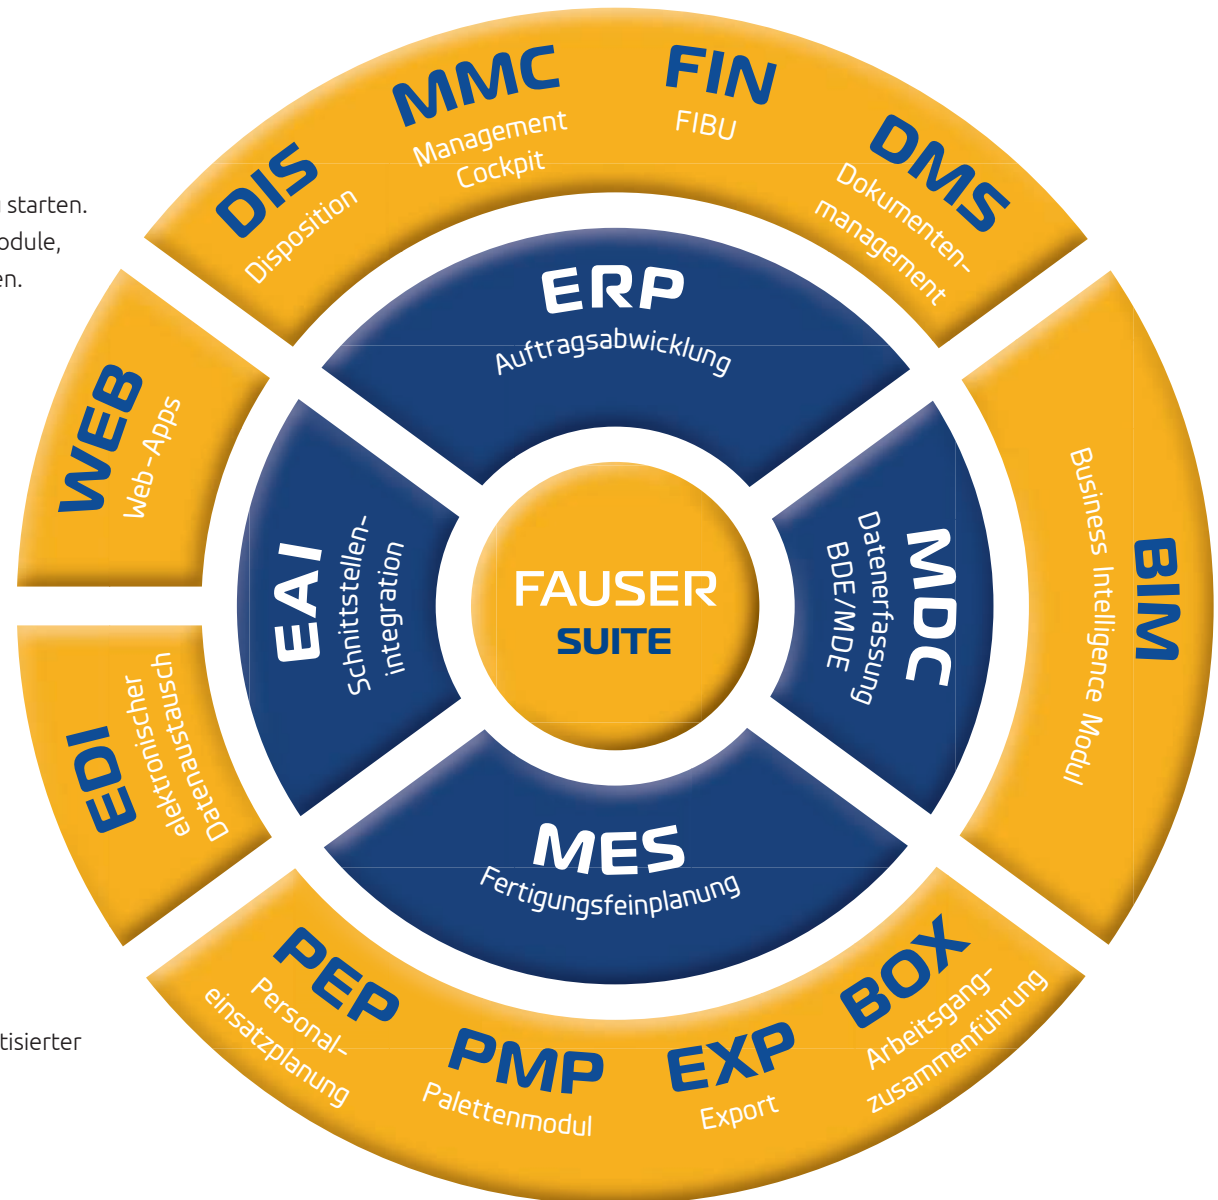 starten.
odule,
en.
DIS
Disposition
MMC
Management
Cockpit
FIN
FIBU
DMS
Dokumenten-
management
WEB
Web-Apps
ERP
Auftragsabwicklung
EAI
Schnittstellen-
integration
FAUSER
SUITE
MDC
Datenerfassung
BDE/MDE
BIM
Business Intelligence Modul
EDI
elektronischer
Datenaustausch
MES
Fertigungsfeinplanung
PEP
Personal-
einsatzplanung
PMP
Palettenmodul
EXP
Export
BOX
Arbeitsgang-
zusammenführung
tisierter